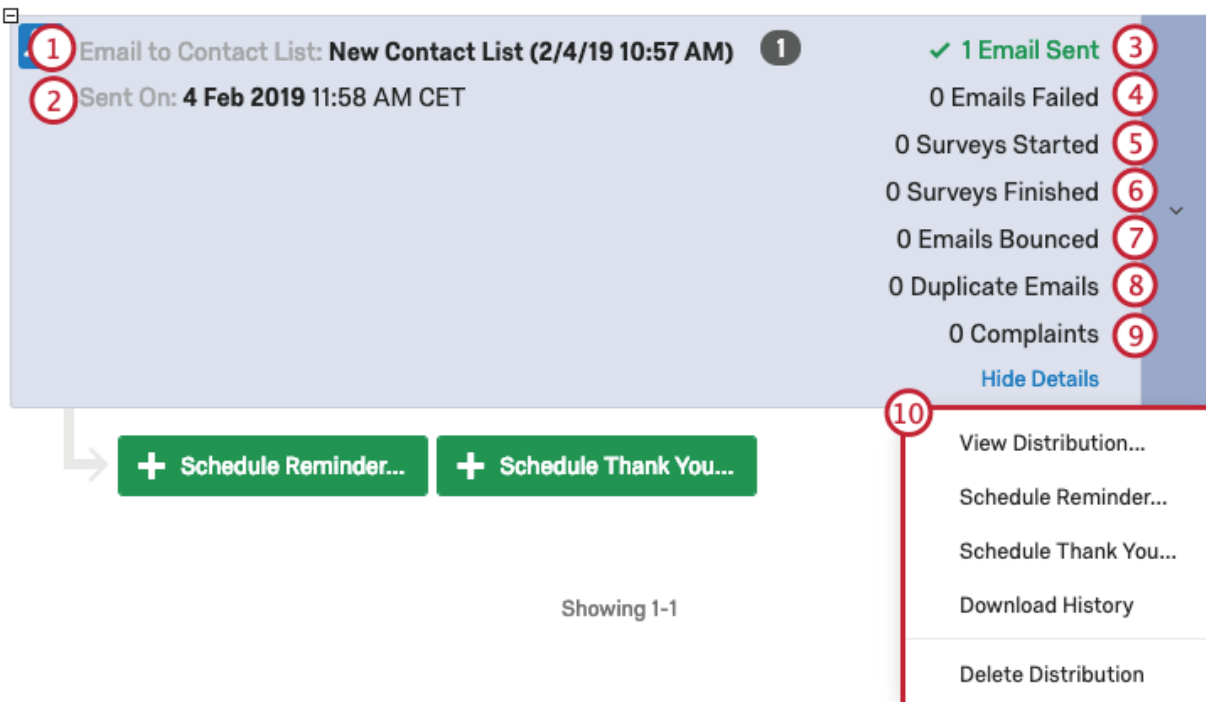 1 Email to Contact List: New Contact List (2/4/19 10:57 AM) 1
2 Sent On: 4 Feb 2019 11:58 AM CET
✓ 1 Email Sent 3
0 Emails Failed 4
0 Surveys Started 5
0 Surveys Finished 6
0 Emails Bounced 7
0 Duplicate Emails 8
0 Complaints 9
Hide Details
10
View Distribution...
Schedule Reminder...
Schedule Thank You...
Download History
Delete Distribution
+ Schedule Reminder... + Schedule Thank You...
Showing 1-1